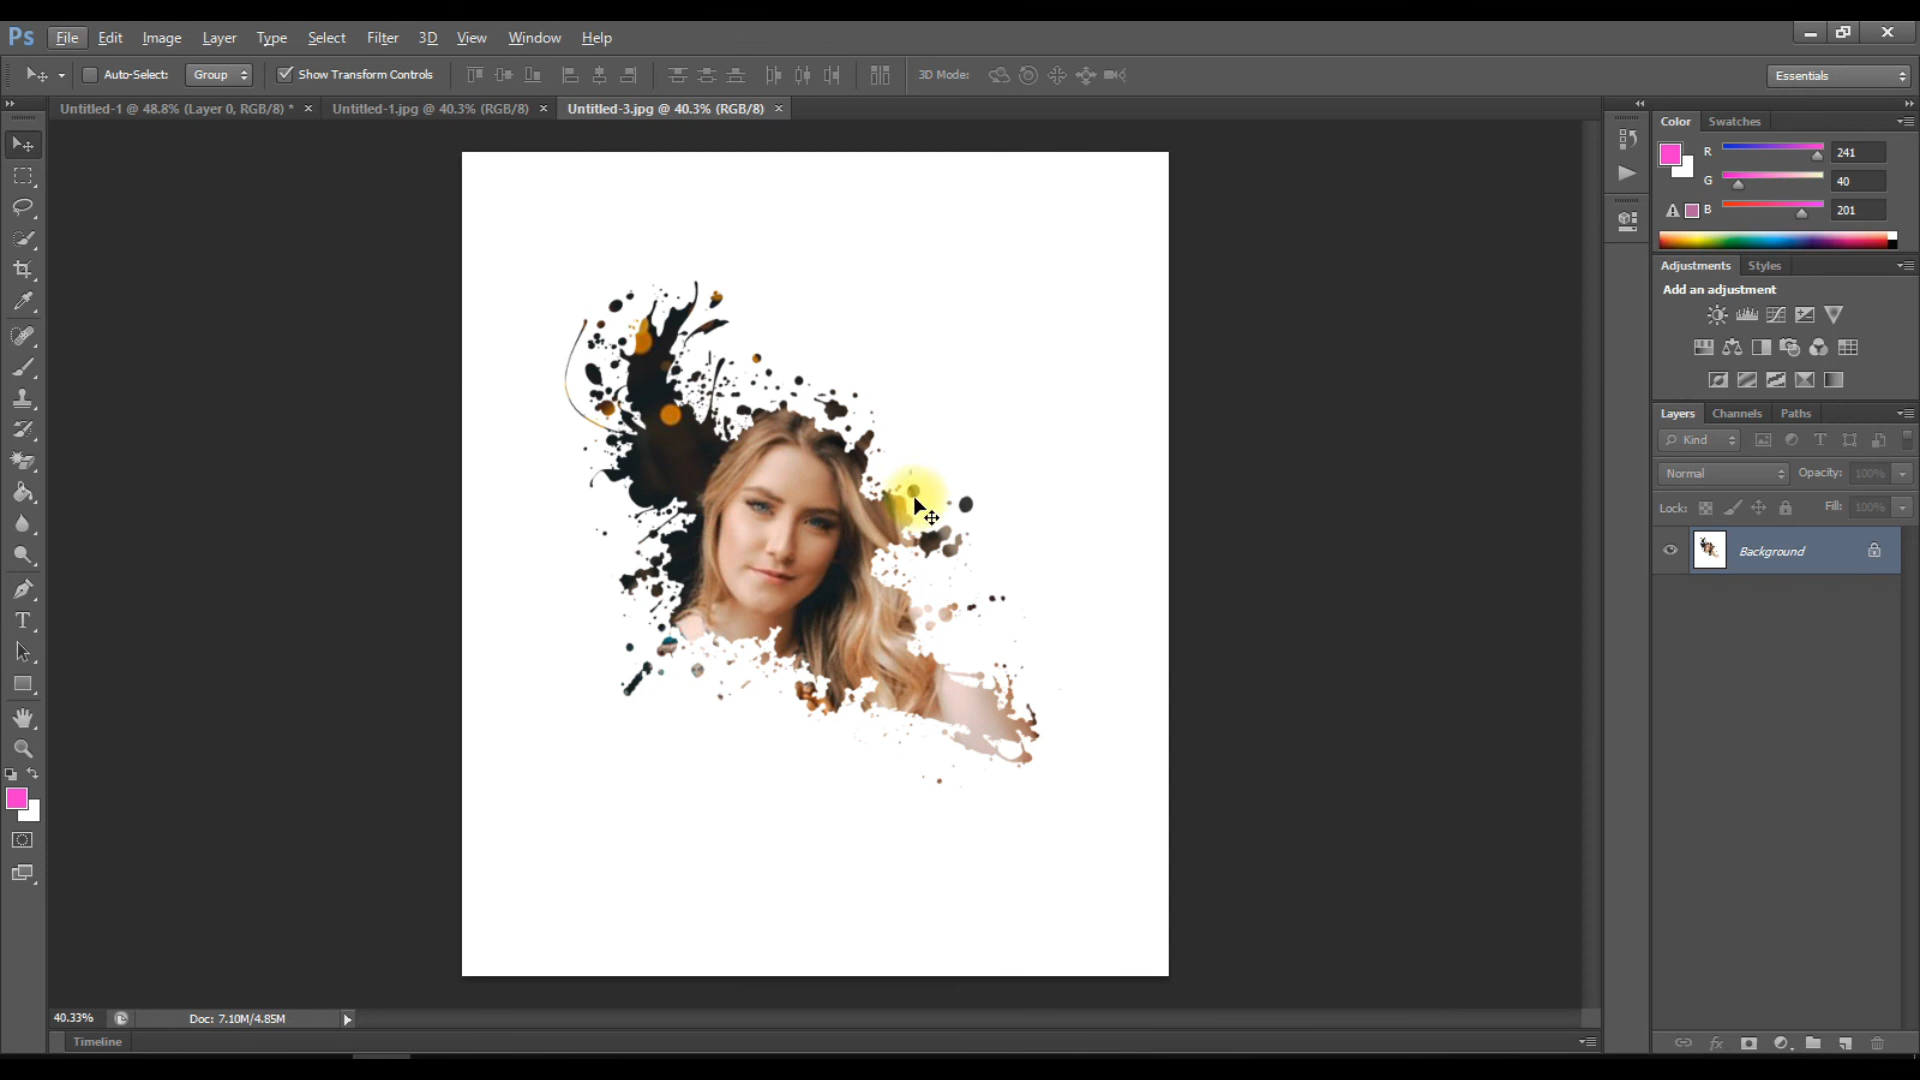 Ps File Edit Image Layer Type Select Filter 3D View Window Help
Auto-Select: Group Show Transform Controls 3D Mode: Essentials
Untitled-1 @ 48.8% (Layer 0, RGB/8) * × Untitled-1.jpg @ 40.3% (RGB/8) × Untitled-3.jpg @ 40.3% (RGB/8) ×
Color Swatches
R 241
G 40
B 201
Adjustments Styles
Add an adjustment
Layers Channels Paths
Kind
Normal Opacity: 100%
Lock: Fill: 100%
Background
40.33% Doc: 7.10M/4.85M
Timeline